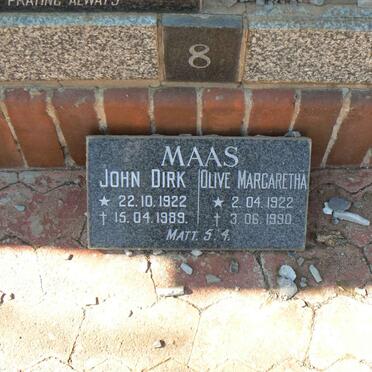 PRAYING ALWAYS
8
MAAS
JOHN DIRK OLIVE MARGARETHA
★ 22.10.1922 ★ 2.04.1922
† 15.04.1989. † 3.06.1990
MATT. 5.4.